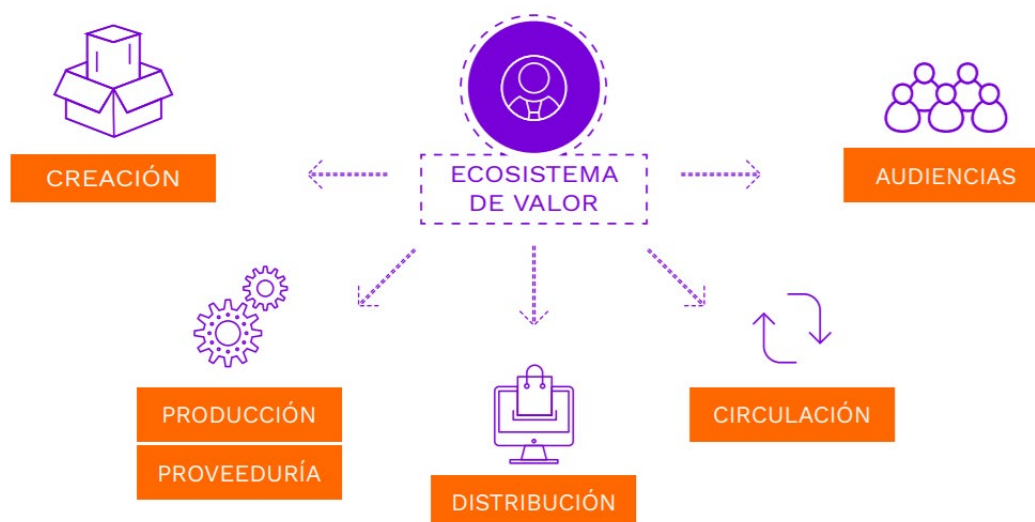 ECOSISTEMA
DE VALOR
CREACIÓN
AUDIENCIAS
PRODUCCIÓN
PROVEEDURÍA
DISTRIBUCIÓN
CIRCULACIÓN